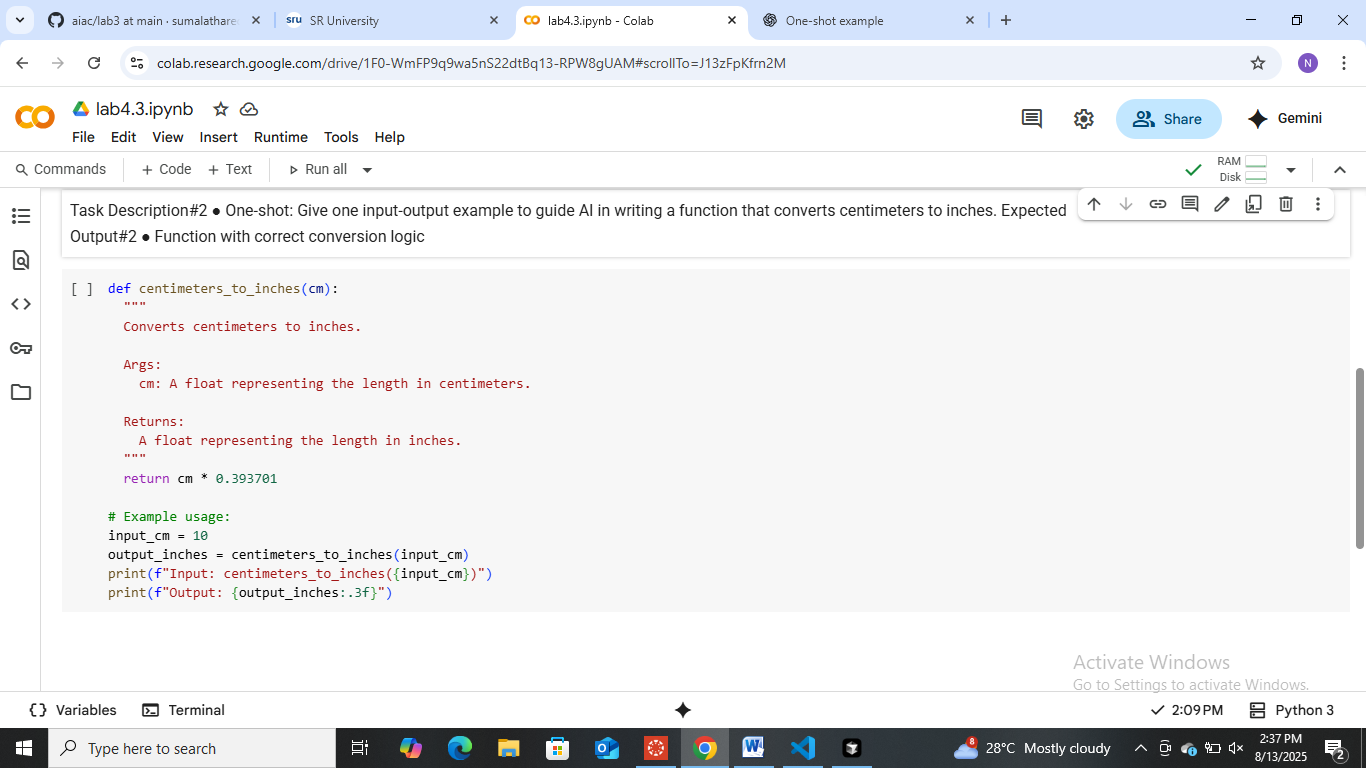 aiac/lab3 at main · sumalathare
sru SR University
lab4.3.ipynb - Colab
One-shot example
colab.research.google.com/drive/1F0-WmFP9q9wa5nS22dtBq13-RPW8gUAM#scrollTo=J13zFpKfrn2M
N
lab4.3.ipynb
Share
Gemini
File Edit View Insert Runtime Tools Help
Commands + Code + Text Run all
RAM
Disk
Task Description#2 ● One-shot: Give one input-output example to guide AI in writing a function that converts centimeters to inches. Expected
Output#2 ● Function with correct conversion logic
[ ] def centimeters_to_inches(cm):
"""
Converts centimeters to inches.
Args:
cm: A float representing the length in centimeters.
Returns:
A float representing the length in inches.
"""
return cm * 0.393701
# Example usage:
input_cm = 10
output_inches = centimeters_to_inches(input_cm)
print(f"Input: centimeters_to_inches({input_cm})")
print(f"Output: {output_inches:.3f}")
Activate Windows
Go to Settings to activate Windows.
{} Variables Terminal
2:09 PM Python 3
Type here to search
8
28°C Mostly cloudy
2:37 PM
8/13/2025
2